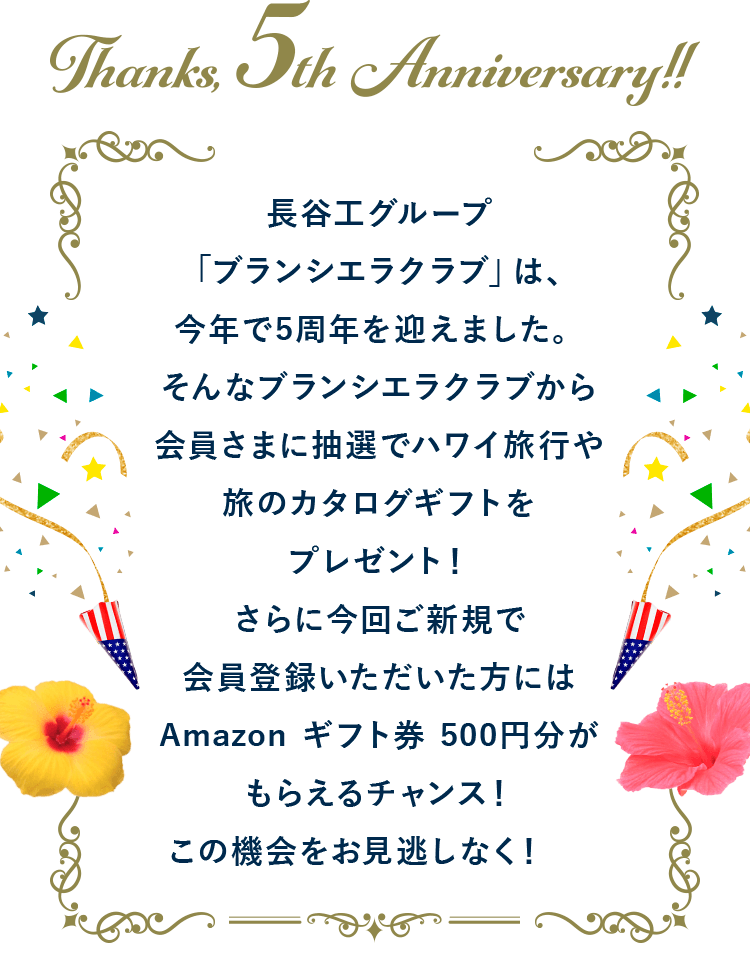 Thanks, 5th Anniversary!!
長谷工グループ
「ブランシエラクラブ」は、
今年で5周年を迎えました。
そんなブランシエラクラブから
会員さまに抽選でハワイ旅行や
旅のカタログギフトを
プレゼント！
さらに今回ご新規で
会員登録いただいた方には
Amazon ギフト券 500円分が
もらえるチャンス！
この機会をお見逃しなく！